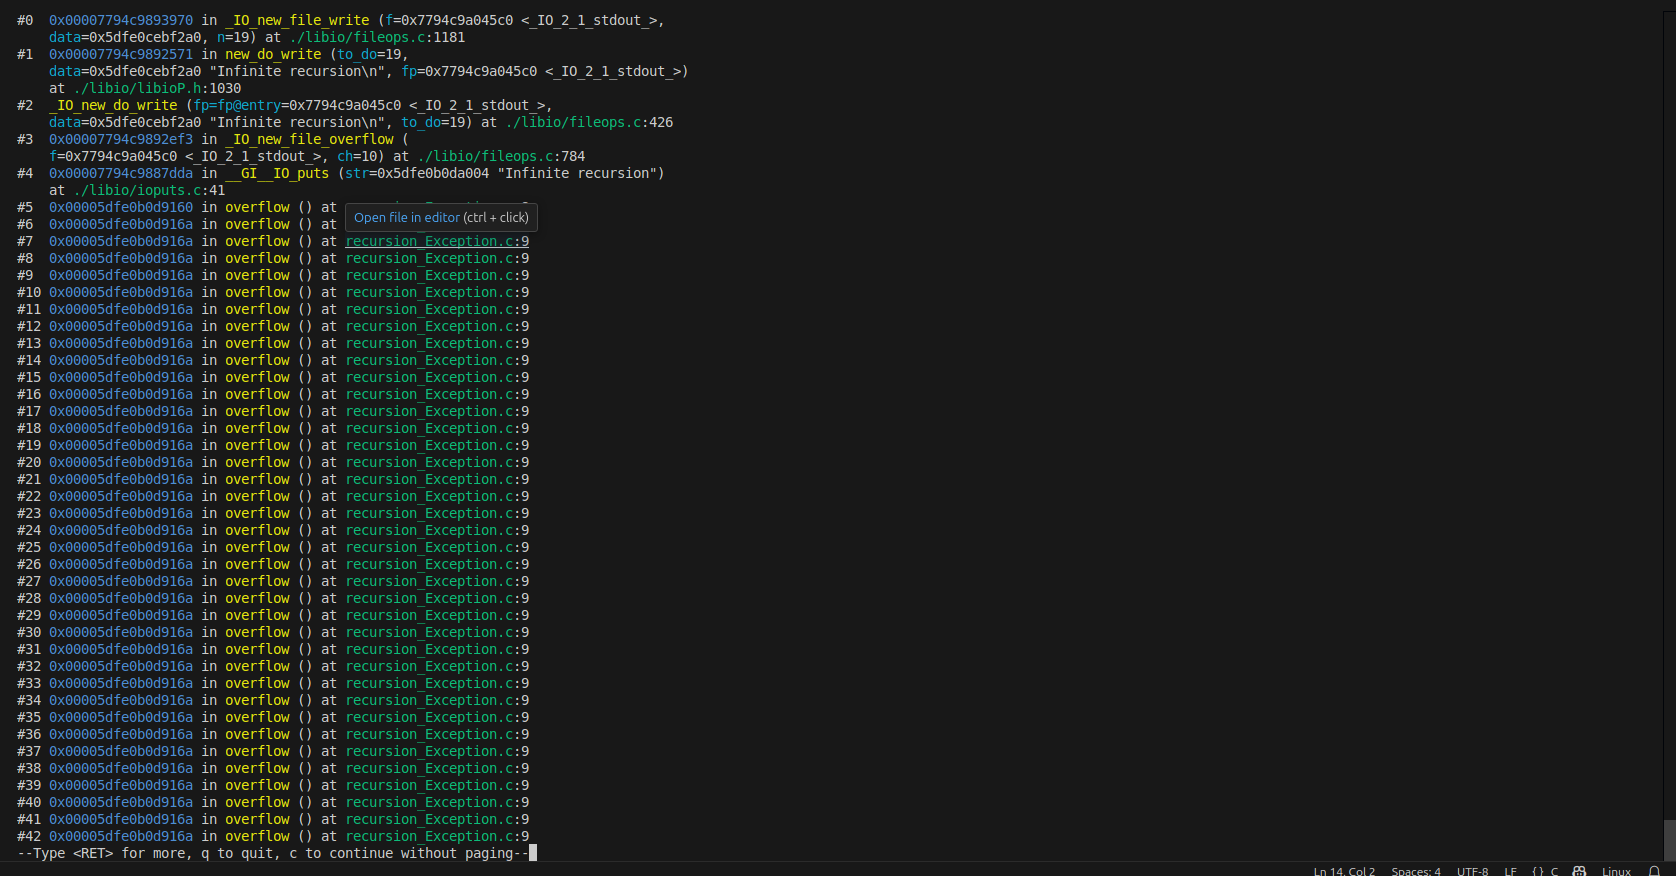 #0  0x00007794c9893970 in _IO_new_file_write (f=0x7794c9a045c0 <_IO_2_1_stdout_>,
    data=0x5dfe0cebf2a0, n=19) at ./libio/fileops.c:1181
#1  0x00007794c9892571 in new_do_write (to_do=19,
    data=0x5dfe0cebf2a0 "Infinite recursion\n", fp=0x7794c9a045c0 <_IO_2_1_stdout_>)
    at ./libio/libioP.h:1030
#2  _IO_new_do_write (fp=fp@entry=0x7794c9a045c0 <_IO_2_1_stdout_>,
    data=0x5dfe0cebf2a0 "Infinite recursion\n", to_do=19) at ./libio/fileops.c:426
#3  0x00007794c9892ef3 in _IO_new_file_overflow (
    f=0x7794c9a045c0 <_IO_2_1_stdout_>, ch=10) at ./libio/fileops.c:784
#4  0x00007794c9887dda in __GI__IO_puts (str=0x5dfe0b0da004 "Infinite recursion")
    at ./libio/ioputs.c:41
#5  0x00005dfe0b0d9160 in overflow () at
Open file in editor (ctrl + click)
#6  0x00005dfe0b0d916a in overflow () at
#7  0x00005dfe0b0d916a in overflow () at recursion_Exception.c:9
#8  0x00005dfe0b0d916a in overflow () at recursion_Exception.c:9
#9  0x00005dfe0b0d916a in overflow () at recursion_Exception.c:9
#10 0x00005dfe0b0d916a in overflow () at recursion_Exception.c:9
#11 0x00005dfe0b0d916a in overflow () at recursion_Exception.c:9
#12 0x00005dfe0b0d916a in overflow () at recursion_Exception.c:9
#13 0x00005dfe0b0d916a in overflow () at recursion_Exception.c:9
#14 0x00005dfe0b0d916a in overflow () at recursion_Exception.c:9
#15 0x00005dfe0b0d916a in overflow () at recursion_Exception.c:9
#16 0x00005dfe0b0d916a in overflow () at recursion_Exception.c:9
#17 0x00005dfe0b0d916a in overflow () at recursion_Exception.c:9
#18 0x00005dfe0b0d916a in overflow () at recursion_Exception.c:9
#19 0x00005dfe0b0d916a in overflow () at recursion_Exception.c:9
#20 0x00005dfe0b0d916a in overflow () at recursion_Exception.c:9
#21 0x00005dfe0b0d916a in overflow () at recursion_Exception.c:9
#22 0x00005dfe0b0d916a in overflow () at recursion_Exception.c:9
#23 0x00005dfe0b0d916a in overflow () at recursion_Exception.c:9
#24 0x00005dfe0b0d916a in overflow () at recursion_Exception.c:9
#25 0x00005dfe0b0d916a in overflow () at recursion_Exception.c:9
#26 0x00005dfe0b0d916a in overflow () at recursion_Exception.c:9
#27 0x00005dfe0b0d916a in overflow () at recursion_Exception.c:9
#28 0x00005dfe0b0d916a in overflow () at recursion_Exception.c:9
#29 0x00005dfe0b0d916a in overflow () at recursion_Exception.c:9
#30 0x00005dfe0b0d916a in overflow () at recursion_Exception.c:9
#31 0x00005dfe0b0d916a in overflow () at recursion_Exception.c:9
#32 0x00005dfe0b0d916a in overflow () at recursion_Exception.c:9
#33 0x00005dfe0b0d916a in overflow () at recursion_Exception.c:9
#34 0x00005dfe0b0d916a in overflow () at recursion_Exception.c:9
#35 0x00005dfe0b0d916a in overflow () at recursion_Exception.c:9
#36 0x00005dfe0b0d916a in overflow () at recursion_Exception.c:9
#37 0x00005dfe0b0d916a in overflow () at recursion_Exception.c:9
#38 0x00005dfe0b0d916a in overflow () at recursion_Exception.c:9
#39 0x00005dfe0b0d916a in overflow () at recursion_Exception.c:9
#40 0x00005dfe0b0d916a in overflow () at recursion_Exception.c:9
#41 0x00005dfe0b0d916a in overflow () at recursion_Exception.c:9
#42 0x00005dfe0b0d916a in overflow () at recursion_Exception.c:9
--Type <RET> for more, q to quit, c to continue without paging--
Ln 14, Col 2 Spaces: 4 UTF-8 LF {} C Linux